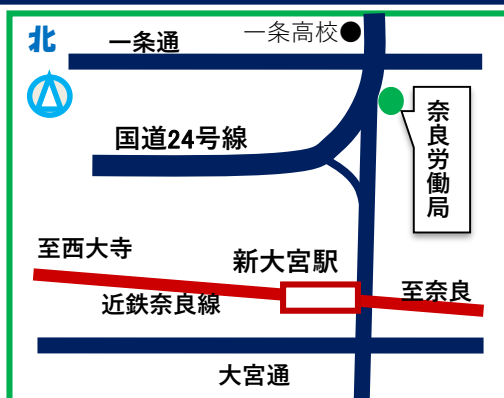 北
一条通
一条高校
国道24号線
奈良労働局
至西大寺
新大宮駅
至奈良
近鉄奈良線
大宮通